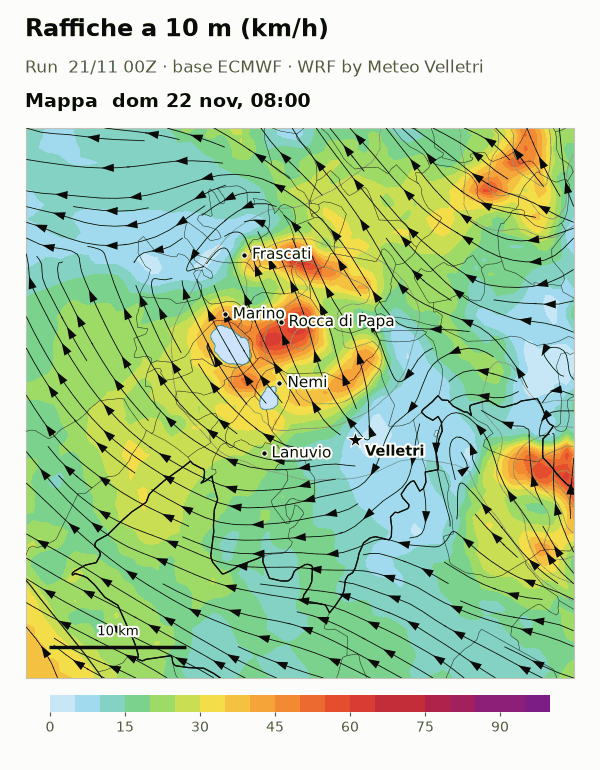 Raffiche a 10 m (km/h)
Run  21/11 00Z · base ECMWF · WRF by Meteo Velletri
Mappa  dom 22 nov, 08:00
Frascati
Marino
Rocca di Papa
Nemi
Velletri
Lanuvio
10 km
0 15 30 45 60 75 90